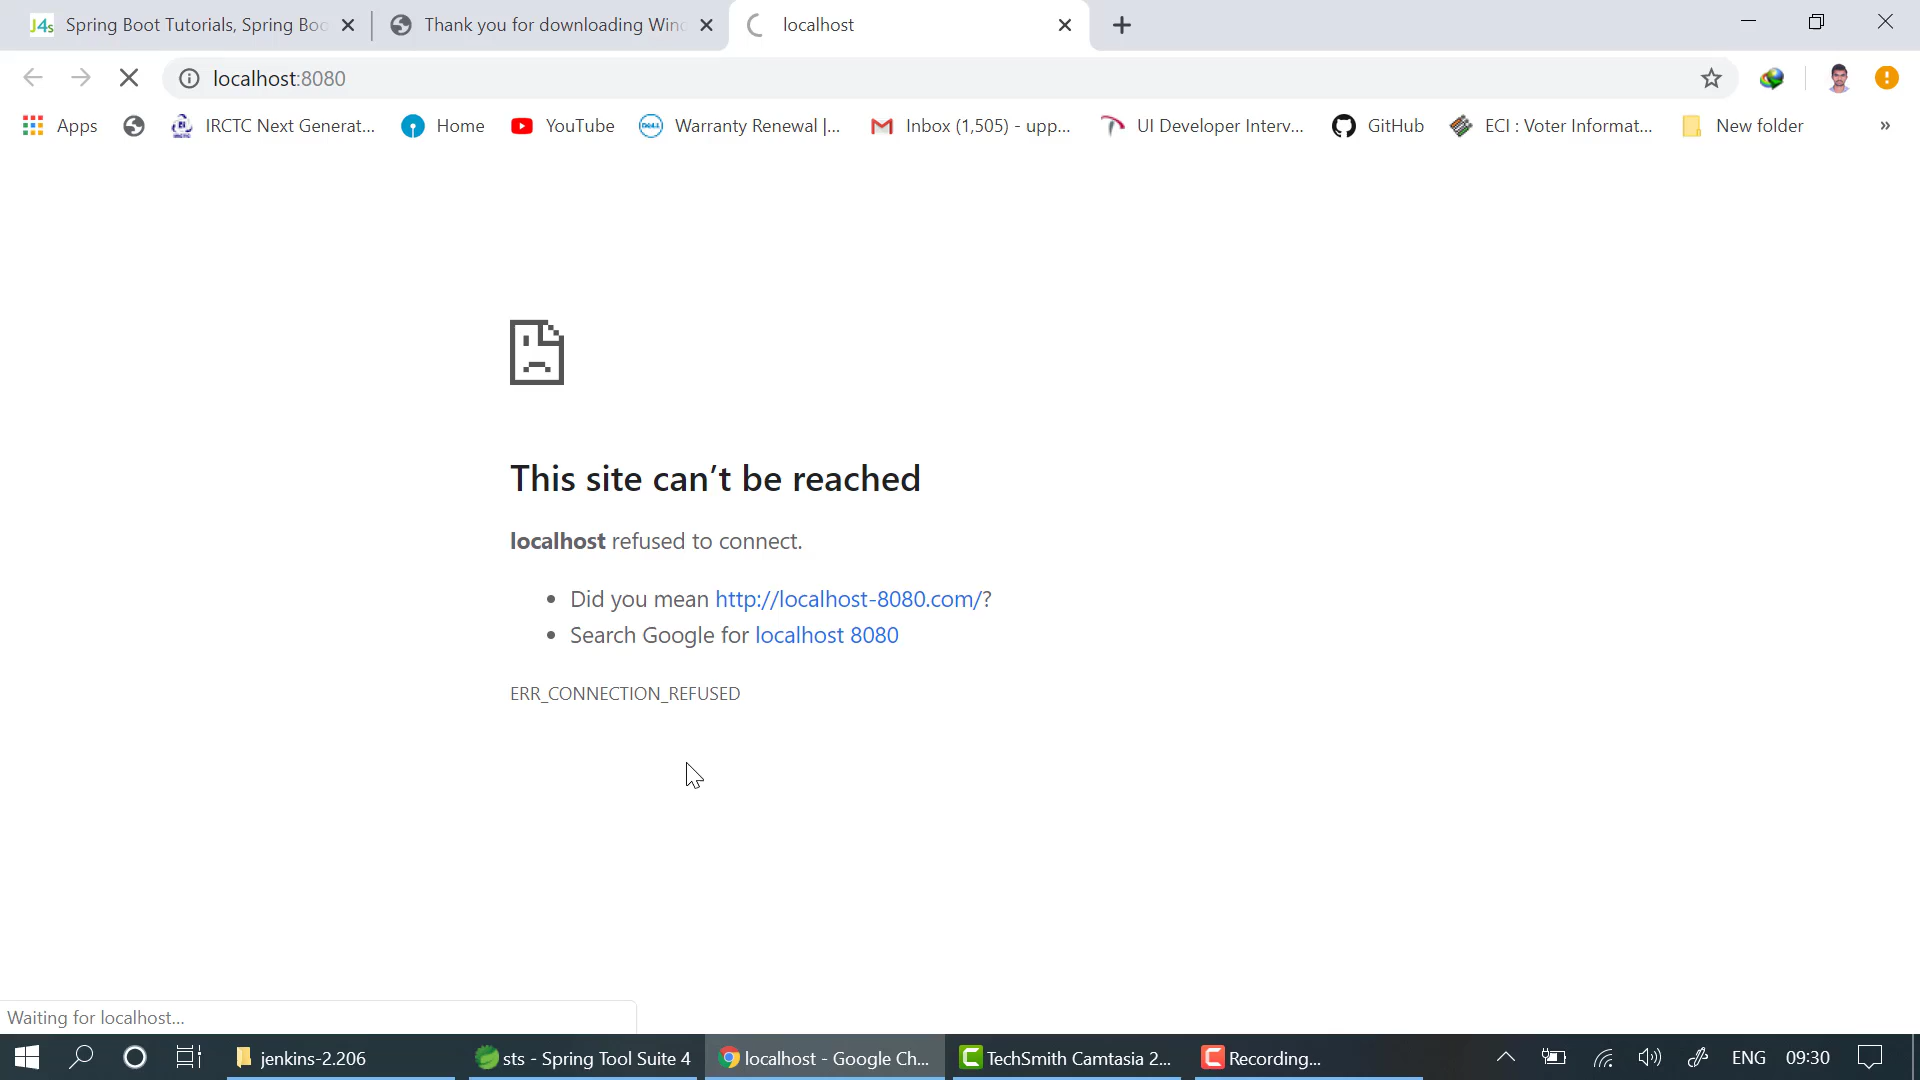 J4s Spring Boot Tutorials, Spring Boo
Thank you for downloading Winc
localhost
localhost:8080
Apps
IRCTC Next Generat...
Home
YouTube
DELL Warranty Renewal |...
Inbox (1,505) - upp...
UI Developer Interv...
GitHub
ECI : Voter Informat...
New folder
»
This site can’t be reached
localhost refused to connect.
• Did you mean http://localhost-8080.com/?
• Search Google for localhost 8080
ERR_CONNECTION_REFUSED
Waiting for localhost...
jenkins-2.206
sts - Spring Tool Suite 4
localhost - Google Ch...
TechSmith Camtasia 2...
Recording...
ENG
09:30